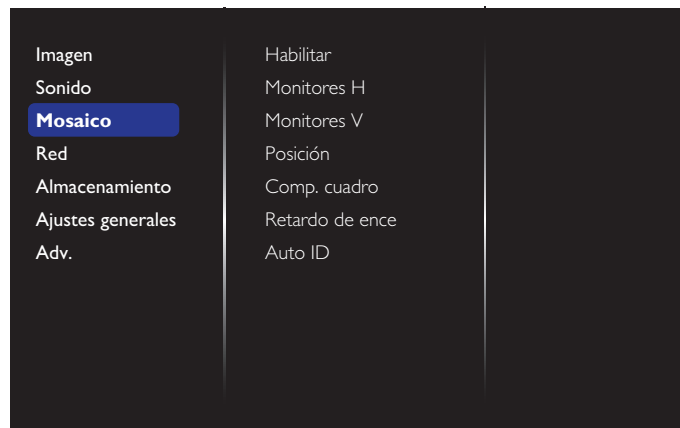 Imagen
Sonido
Mosaico
Red
Almacenamiento
Ajustes generales
Adv.
Habilitar
Monitores H
Monitores V
Posición
Comp. cuadro
Retardo de ence
Auto ID